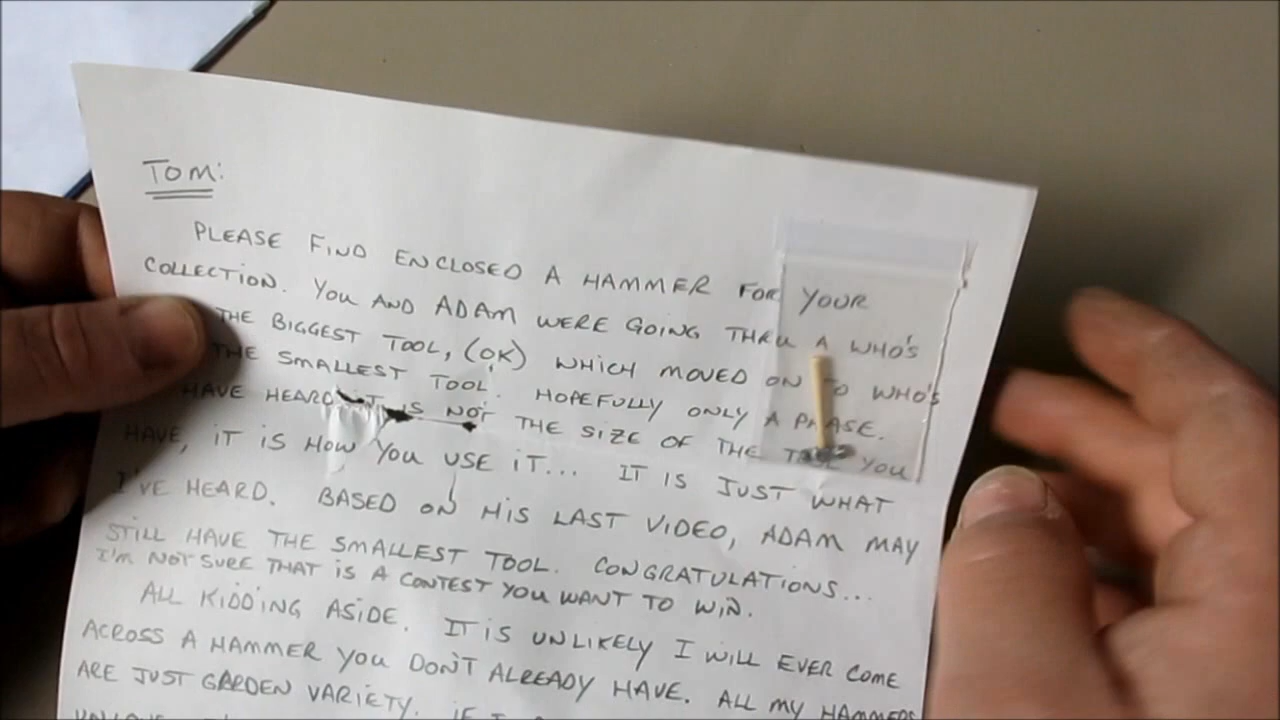 TOM:
PLEASE FIND ENCLOSED A HAMMER FOR YOUR
COLLECTION. YOU AND ADAM WERE GOING THRU A WHO'S
THE BIGGEST TOOL, (OK) WHICH MOVED ON TO WHO'S
THE SMALLEST TOOL. HOPEFULLY ONLY A PHASE.
HAVE HEARD IT IS NOT THE SIZE OF THE TOOL YOU
HAVE, IT IS HOW YOU USE IT... IT IS JUST WHAT
I'VE HEARD. BASED ON HIS LAST VIDEO, ADAM MAY
STILL HAVE THE SMALLEST TOOL. CONGRATULATIONS...
I'M NOT SURE THAT IS A CONTEST YOU WANT TO WIN.
ALL KIDDING ASIDE. IT IS UNLIKELY I WILL EVER COME
ACROSS A HAMMER YOU DON'T ALREADY HAVE. ALL MY HAMMERS
ARE JUST GARDEN VARIETY. IF I